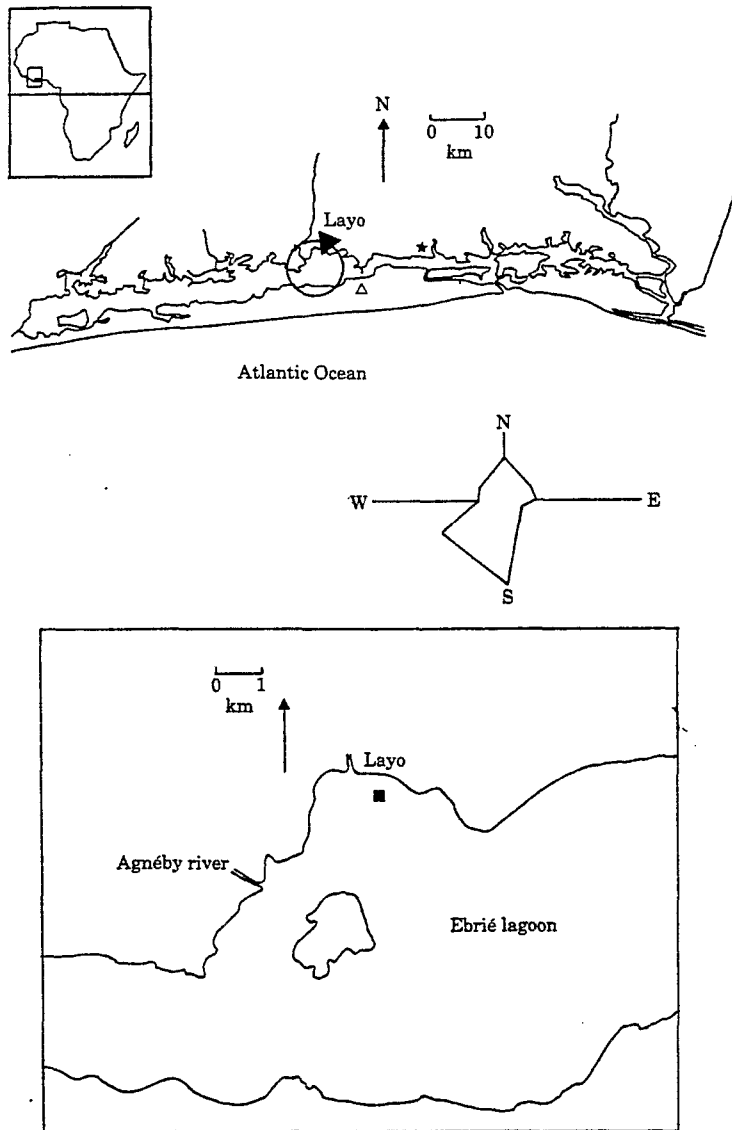 N
0 10
km
Layo
Atlantic Ocean
N
W E
S
0 1
km
Layo
Agnéby river
Ebrié lagoon